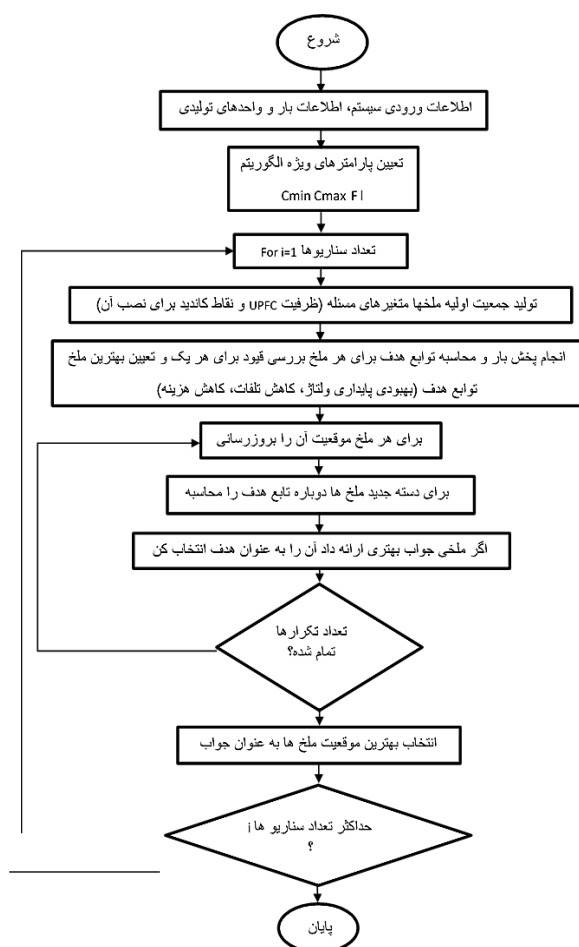 شروع
اطلاعات ورودی سیستم، اطلاعات بار و واحدهای تولیدی
تعیین پارامترهای ویژه الگوریتم
Cmin Cmax F l
For i=1 تعداد سناریوها
تولید جمعیت اولیه ملخها متغیرهای مسئله (ظرفیت UPFC و نقاط کاندید برای نصب آن)
انجام پخش بار و محاسبه توابع هدف برای هر ملخ بررسی قیود برای هر یک و تعیین بهترین ملخ
توابع هدف (بهبودی پایداری ولتاژ، کاهش تلفات، کاهش هزینه)
برای هر ملخ موقعیت آن را بروزرسانی
برای دسته جدید ملخ ها دوباره تابع هدف را محاسبه
اگر ملخی جواب بهتری ارائه داد آن را به عنوان هدف انتخاب کن
تعداد تکرارها
تمام شده؟
انتخاب بهترین موقعیت ملخ ها به عنوان جواب
حداکثر تعداد سناریو ها i
؟
پایان